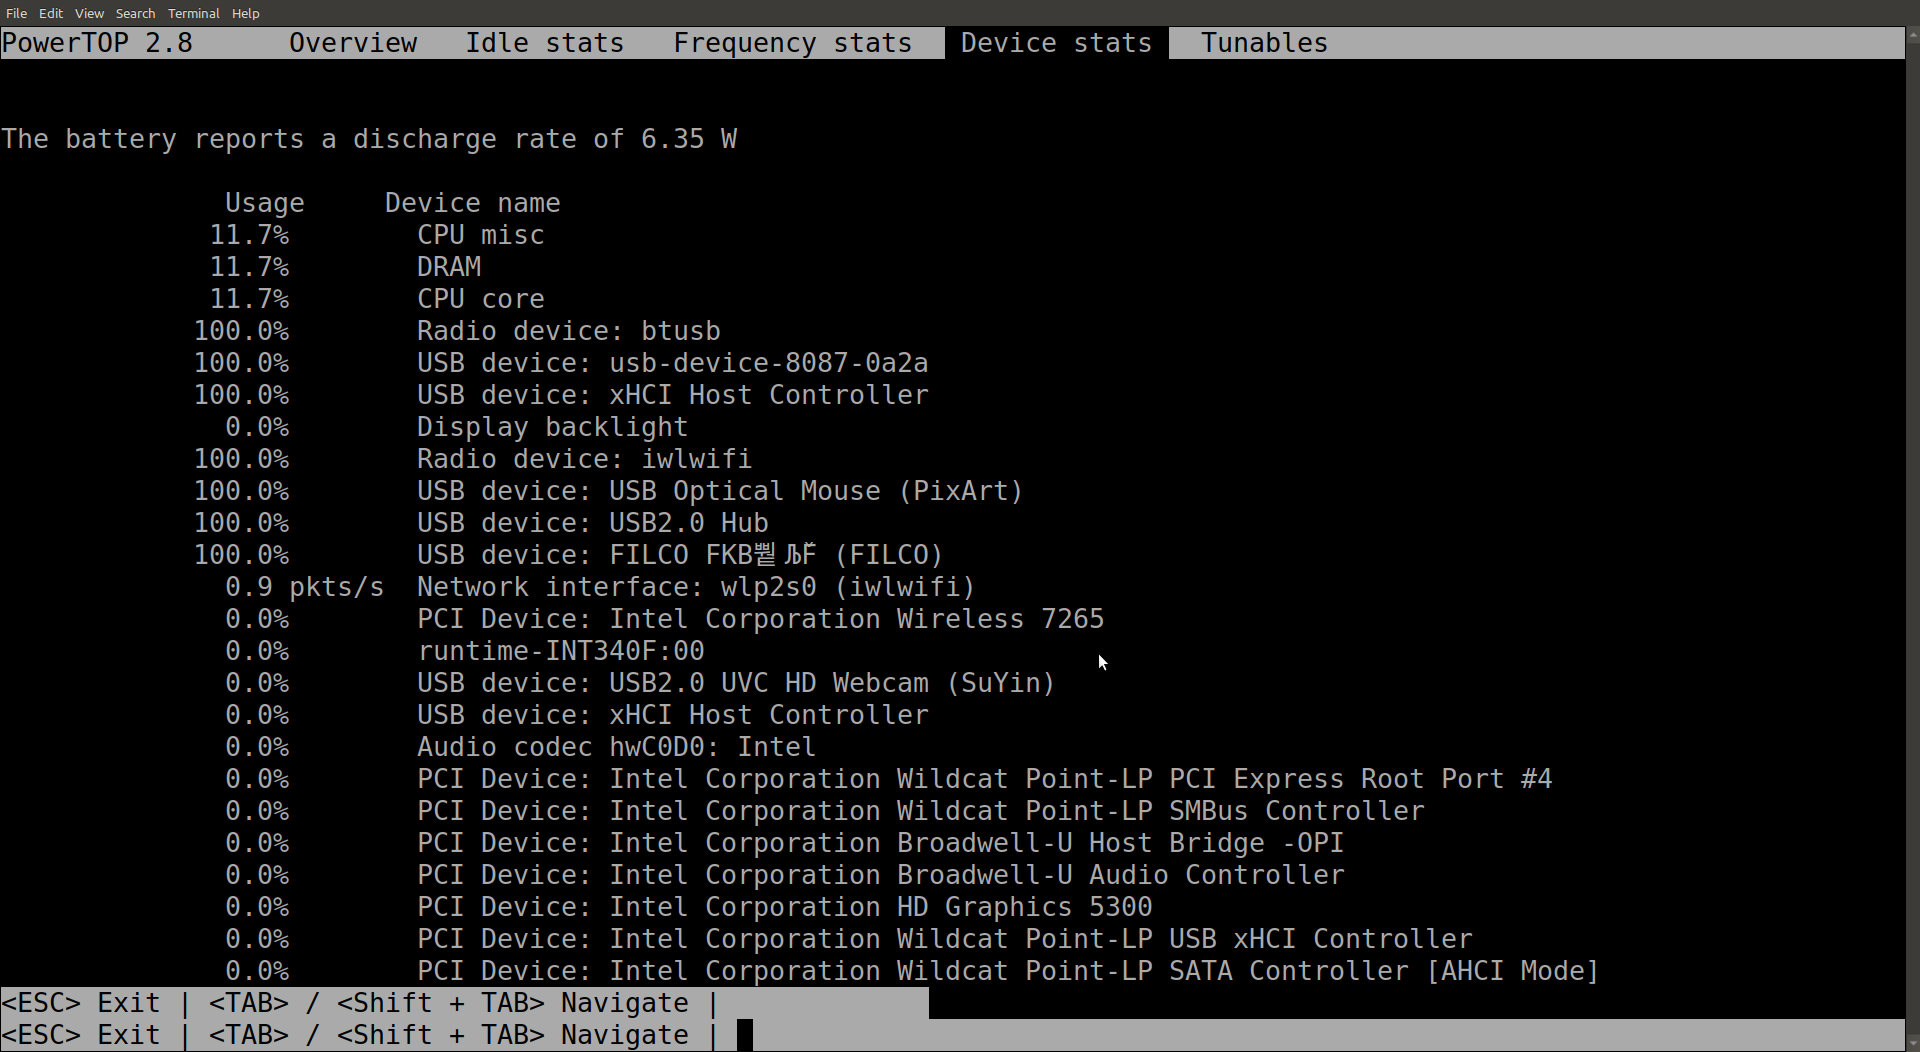 File Edit View Search Terminal Help
PowerTOP 2.8 Overview Idle stats Frequency stats Device stats Tunables
The battery reports a discharge rate of 6.35 W
Usage Device name
11.7% CPU misc
11.7% DRAM
11.7% CPU core
100.0% Radio device: btusb
100.0% USB device: usb-device-8087-0a2a
100.0% USB device: xHCI Host Controller
0.0% Display backlight
100.0% Radio device: iwlwifi
100.0% USB device: USB Optical Mouse (PixArt)
100.0% USB device: USB2.0 Hub
100.0% USB device: FILCO (FILCO)
0.9 pkts/s Network interface: wlp2s0 (iwlwifi)
0.0% PCI Device: Intel Corporation Wireless 7265
0.0% runtime-INT340F:00
0.0% USB device: USB2.0 UVC HD Webcam (SuYin)
0.0% USB device: xHCI Host Controller
0.0% Audio codec hwC0D0: Intel
0.0% PCI Device: Intel Corporation Wildcat Point-LP PCI Express Root Port #4
0.0% PCI Device: Intel Corporation Wildcat Point-LP SMBus Controller
0.0% PCI Device: Intel Corporation Broadwell-U Host Bridge -OPI
0.0% PCI Device: Intel Corporation Broadwell-U Audio Controller
0.0% PCI Device: Intel Corporation HD Graphics 5300
0.0% PCI Device: Intel Corporation Wildcat Point-LP USB xHCI Controller
0.0% PCI Device: Intel Corporation Wildcat Point-LP SATA Controller [AHCI Mode]
<ESC> Exit | <TAB> / <Shift + TAB> Navigate |
<ESC> Exit | <TAB> / <Shift + TAB> Navigate |